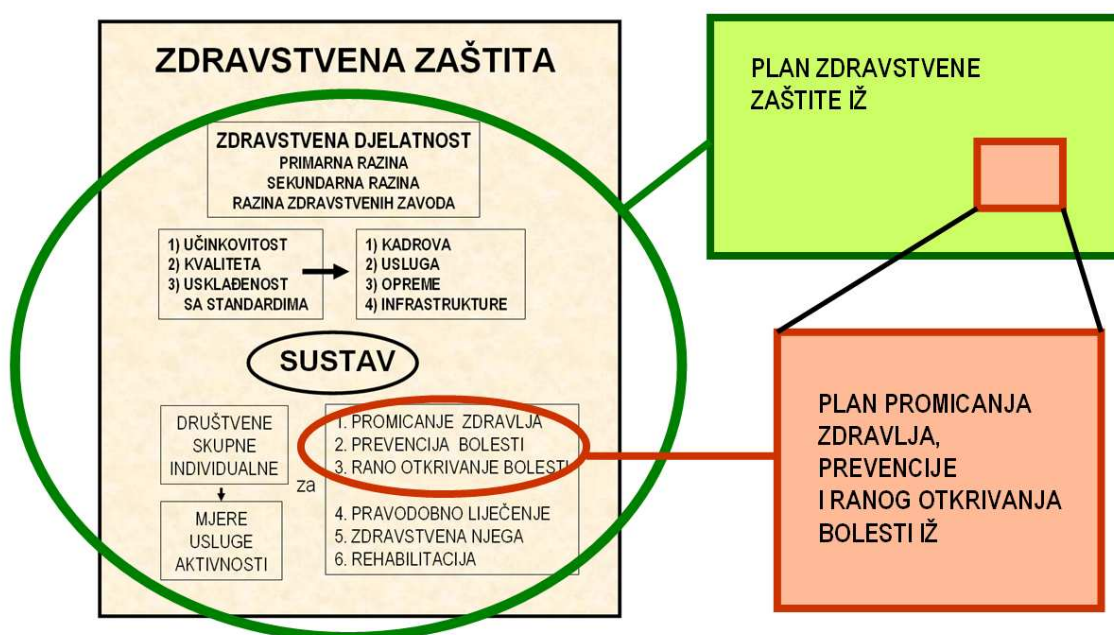 ZDRAVSTVENA ZAŠTITA
ZDRAVSTVENA DJELATNOST
PRIMARNA RAZINA
SEKUNDARNA RAZINA
RAZINA ZDRAVSTVENIH ZAVODA
1) UČINKOVITOST
2) KVALITETA
3) USKLAĐENOST
SA STANDARDIMA
1) KADROVA
2) USLUGA
3) OPREME
4) INFRASTRUKTURE
SUSTAV
DRUŠTVENE
SKUPNE
INDIVIDUALNE
MJERE
USLUGE
AKTIVNOSTI
za
1. PROMICANJE ZDRAVLJA
2. PREVENCIJA BOLESTI
3. RANO OTKRIVANJE BOLESTI
4. PRAVODOBNO LIJEČENJE
5. ZDRAVSTVENA NJEGA
6. REHABILITACIJA
PLAN ZDRAVSTVENE
ZAŠTITE IŽ
PLAN PROMICANJA
ZDRAVLJA,
PREVENCIJE
I RANOG OTKRIVANJA
BOLESTI IŽ